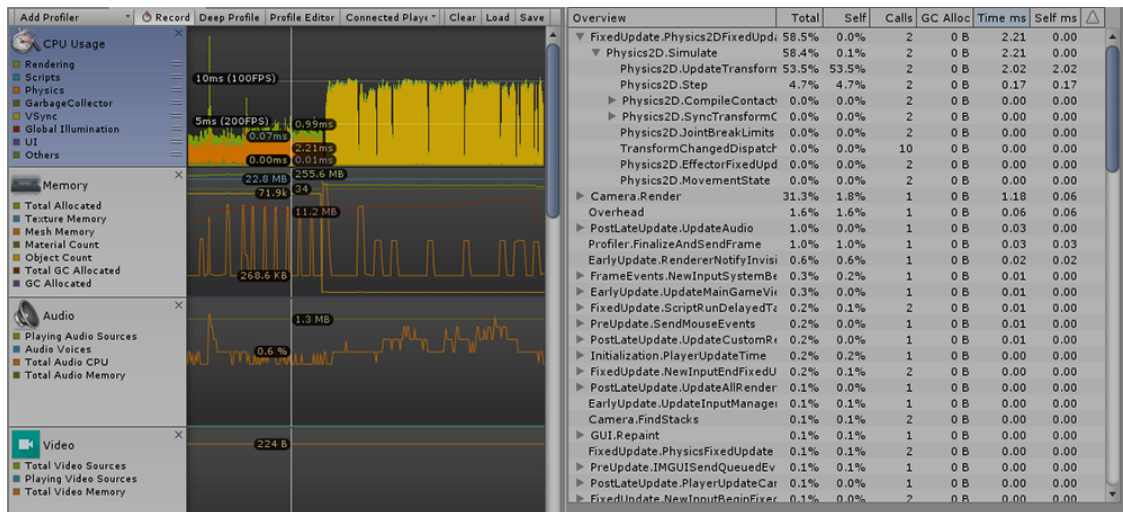 Add Profiler Record Deep Profile Profile Editor Connected Playe Clear Load Save
CPU Usage
Rendering
Scripts
Physics
GarbageCollector
VSync
Global Illumination
UI
Others
10ms (100FPS)
5ms (200FPS)
0.99ms
0.07ms
2.21ms
0.00ms
0.01ms
Memory
Total Allocated
Texture Memory
Mesh Memory
Material Count
Object Count
Total GC Allocated
GC Allocated
255.6 MB
22.8 MB
34
71.9k
11.2 MB
268.6 KB
Audio
Playing Audio Sources
Audio Voices
Total Audio CPU
Total Audio Memory
1.3 MB
0.6 %
Video
Total Video Sources
Playing Video Sources
Total Video Memory
224 B
Overview Total Self Calls GC Alloc Time ms Self ms
FixedUpdate.Physics2DFixedUpda 58.5% 0.0% 2 0 B 2.21 0.00
Physics2D.Simulate 58.4% 0.1% 2 0 B 2.21 0.00
Physics2D.UpdateTransform 53.5% 53.5% 2 0 B 2.02 2.02
Physics2D.Step 4.7% 4.7% 2 0 B 0.17 0.17
Physics2D.CompileContact 0.0% 0.0% 2 0 B 0.00 0.00
Physics2D.SyncTransformC 0.0% 0.0% 2 0 B 0.00 0.00
Physics2D.JointBreakLimits 0.0% 0.0% 2 0 B 0.00 0.00
TransformChangedDispatch 0.0% 0.0% 10 0 B 0.00 0.00
Physics2D.EffectorFixedUpd 0.0% 0.0% 2 0 B 0.00 0.00
Physics2D.MovementState 0.0% 0.0% 2 0 B 0.00 0.00
Camera.Render 31.3% 1.8% 1 0 B 1.18 0.06
Overhead 1.6% 1.6% 1 0 B 0.06 0.06
PostLateUpdate.UpdateAudio 1.0% 0.0% 1 0 B 0.03 0.00
Profiler.FinalizeAndSendFrame 1.0% 1.0% 1 0 B 0.03 0.03
EarlyUpdate.RendererNotifyInvisi 0.6% 0.6% 1 0 B 0.02 0.02
FrameEvents.NewInputSystemBe 0.3% 0.2% 1 0 B 0.01 0.00
EarlyUpdate.UpdateMainGameVie 0.3% 0.0% 1 0 B 0.01 0.00
FixedUpdate.ScriptRunDelayedTa 0.2% 0.1% 2 0 B 0.01 0.00
PreUpdate.SendMouseEvents 0.2% 0.0% 1 0 B 0.01 0.00
PostLateUpdate.UpdateCustomRe 0.2% 0.0% 1 0 B 0.01 0.00
Initialization.PlayerUpdateTime 0.2% 0.2% 1 0 B 0.00 0.00
FixedUpdate.NewInputEndFixedU 0.2% 0.1% 2 0 B 0.00 0.00
PostLateUpdate.UpdateAllRender 0.1% 0.0% 1 0 B 0.00 0.00
EarlyUpdate.UpdateInputManager 0.1% 0.1% 1 0 B 0.00 0.00
Camera.FindStacks 0.1% 0.1% 2 0 B 0.00 0.00
GUI.Repaint 0.1% 0.1% 1 0 B 0.00 0.00
FixedUpdate.PhysicsFixedUpdate 0.1% 0.1% 2 0 B 0.00 0.00
PreUpdate.IMGUISendQueuedEv 0.1% 0.1% 1 0 B 0.00 0.00
PostLateUpdate.PlayerUpdateCan 0.1% 0.0% 1 0 B 0.00 0.00
FixedUpdate.NewInputBeginFixed 0.1% 0.0% 2 0 B 0.00 0.00